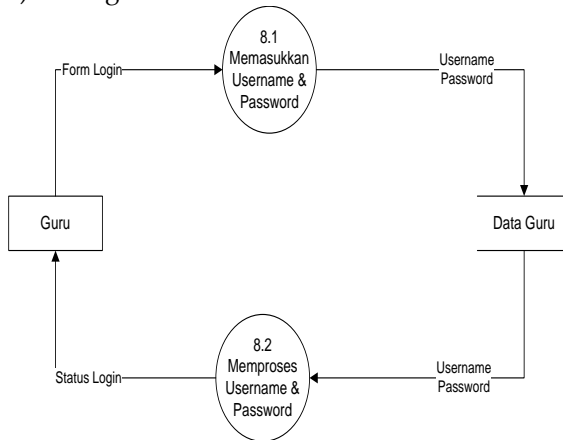 8.1
Memasukkan
Username &
Password
Form Login
Username
Password
Guru
Data Guru
8.2
Memproses
Username &
Password
Status Login
Username
Password